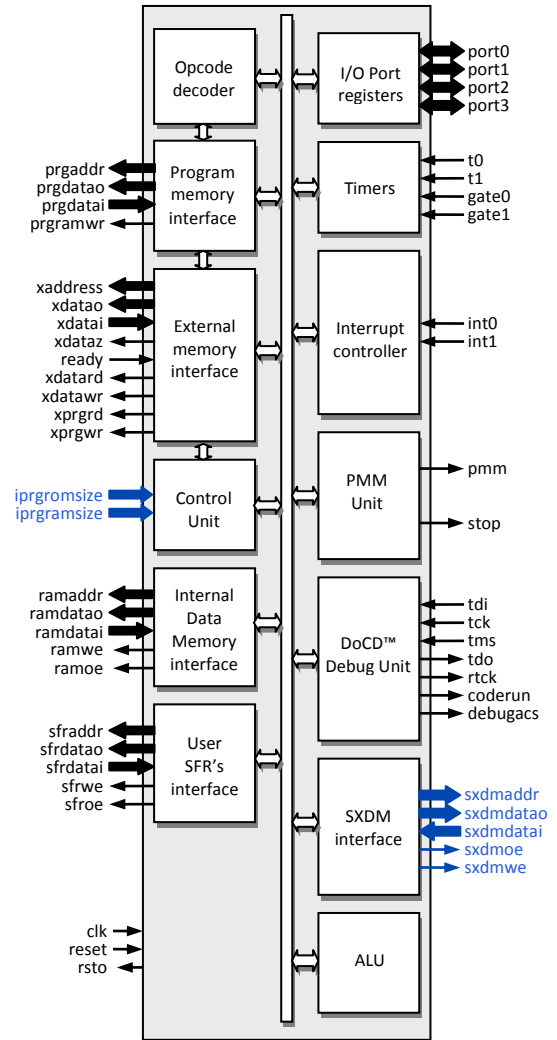 Opcode
decoder
prgaddr
prgdatao
prgdatai
prgramwr
Program
memory
interface
xaddress
xdatao
xdatai
xdataz
ready
xdatard
xdatawr
xprgrd
xprgwr
External
memory
interface
iprgromsize
iprgramsize
Control
Unit
ramaddr
ramdatao
ramdatai
ramwe
ramoe
Internal
Data
Memory
interface
sfraddr
sfrdatao
sfrdatai
sfrwe
sfroe
User
SFR's
interface
clk
reset
rsto
I/O Port
registers
port0
port1
port2
port3
Timers
t0
t1
gate0
gate1
Interrupt
controller
int0
int1
PMM
Unit
pmm
stop
DoCD™
Debug Unit
tdi
tck
tms
tdo
rtck
coderun
debugacs
SXDM
interface
sxdmaddr
sxdmdatao
sxdmdatai
sxdmoe
sxdmwe
ALU